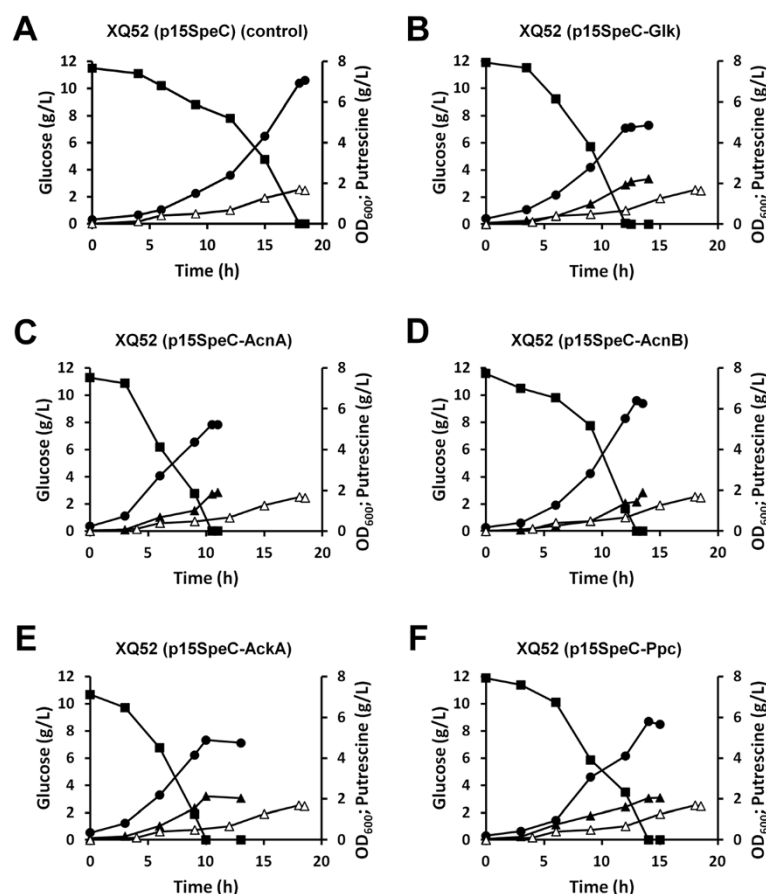 A
XQ52 (p15SpeC) (control)
Glucose (g/L)
12
10
8
6
4
2
0
8
6
4
2
0
OD600; Putrescine (g/L)
0 5 10 15 20
Time (h)
B
XQ52 (p15SpeC-Glk)
Glucose (g/L)
12
10
8
6
4
2
0
8
6
4
2
0
OD600; Putrescine (g/L)
0 5 10 15 20
Time (h)
C
XQ52 (p15SpeC-AcnA)
Glucose (g/L)
12
10
8
6
4
2
0
8
6
4
2
0
OD600; Putrescine (g/L)
0 5 10 15 20
Time (h)
D
XQ52 (p15SpeC-AcnB)
Glucose (g/L)
12
10
8
6
4
2
0
8
6
4
2
0
OD600; Putrescine (g/L)
0 5 10 15 20
Time (h)
E
XQ52 (p15SpeC-AckA)
Glucose (g/L)
12
10
8
6
4
2
0
8
6
4
2
0
OD600; Putrescine (g/L)
0 5 10 15 20
Time (h)
F
XQ52 (p15SpeC-Ppc)
Glucose (g/L)
12
10
8
6
4
2
0
8
6
4
2
0
OD600; Putrescine (g/L)
0 5 10 15 20
Time (h)